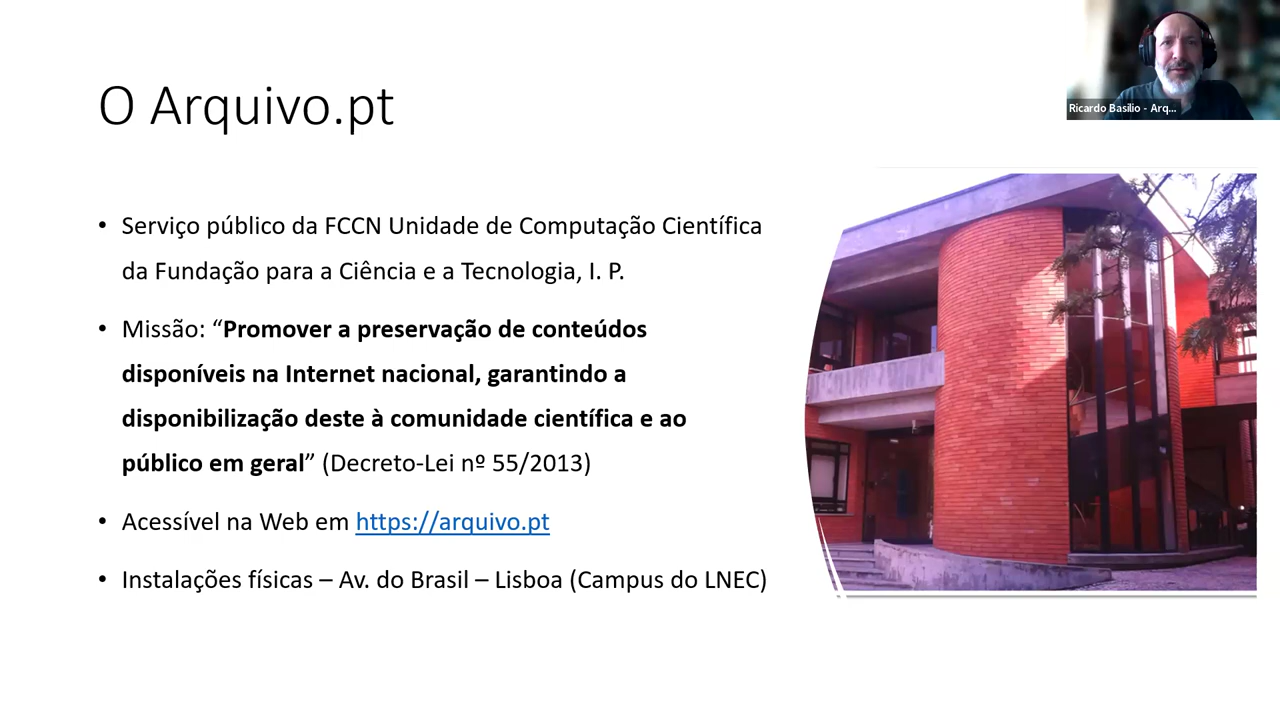 O Arquivo.pt
Ricardo Basílio - Arq...
• Serviço público da FCCN Unidade de Computação Científica
da Fundação para a Ciência e a Tecnologia, I. P.
• Missão: “Promover a preservação de conteúdos
disponíveis na Internet nacional, garantindo a
disponibilização deste à comunidade científica e ao
público em geral” (Decreto-Lei nº 55/2013)
• Acessível na Web em https://arquivo.pt
• Instalações físicas – Av. do Brasil – Lisboa (Campus do LNEC)